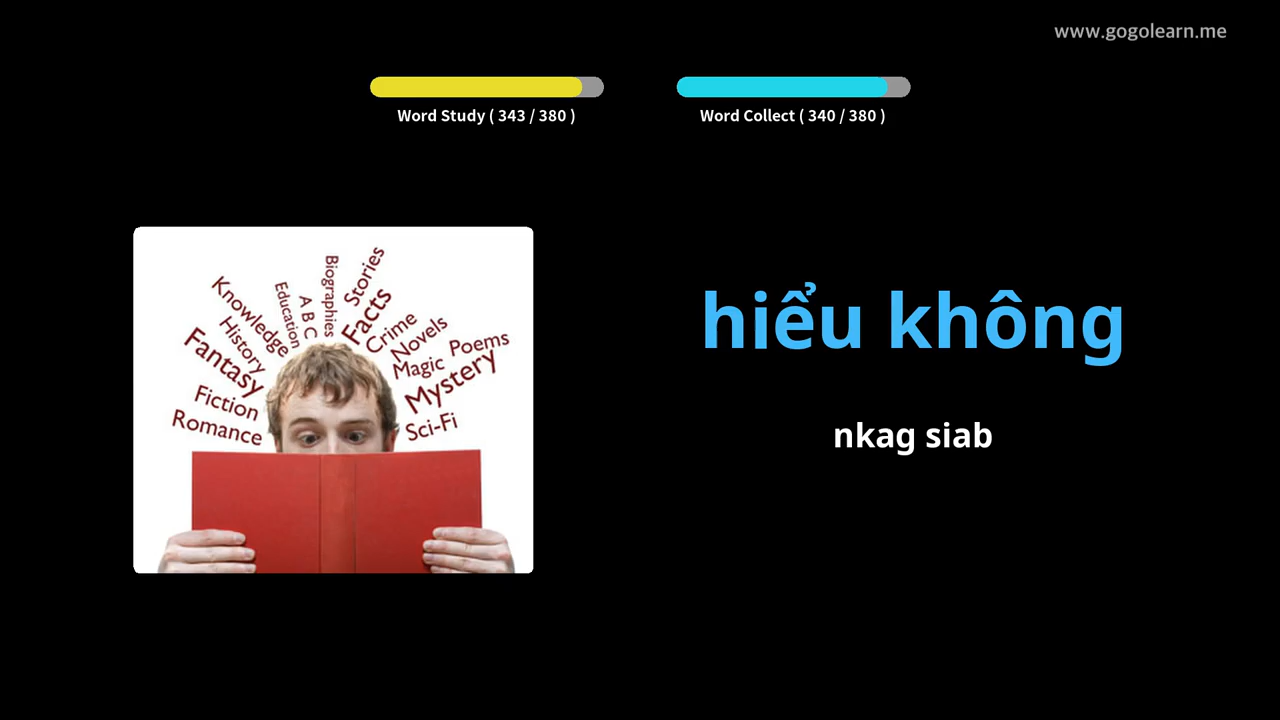 www.gogolearn.me
Word Study ( 343 / 380 )
Word Collect ( 340 / 380 )
Stories
Biographies
Facts
A B C
Education
Knowledge
Crime
Novels
History
Poems
Magic
Fantasy
Mystery
Fiction
Sci-Fi
Romance
hiểu không
nkag siab